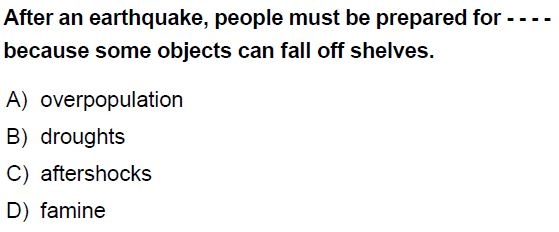 After an earthquake, people must be prepared for - - - -
because some objects can fall off shelves.
A) overpopulation
B) droughts
C) aftershocks
D) famine